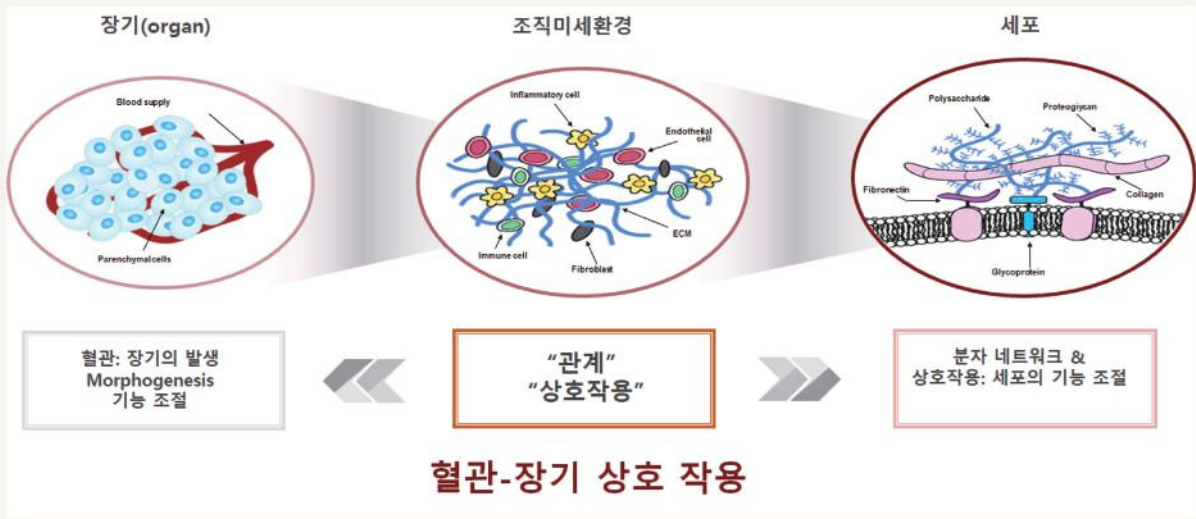 장기(organ)
조직미세환경
세포
Blood supply
Parenchymal cells
Inflammatory cell
Endothelial
cell
ECM
Immune cell
Fibroblast
Polysaccharide
Proteogiycan
Fibronectin
Collagen
Glycoprotein
혈관: 장기의 발생
Morphogenesis
기능 조절
“관계”
“상호작용”
분자 네트워크 &
상호작용: 세포의 기능 조절
혈관-장기 상호 작용